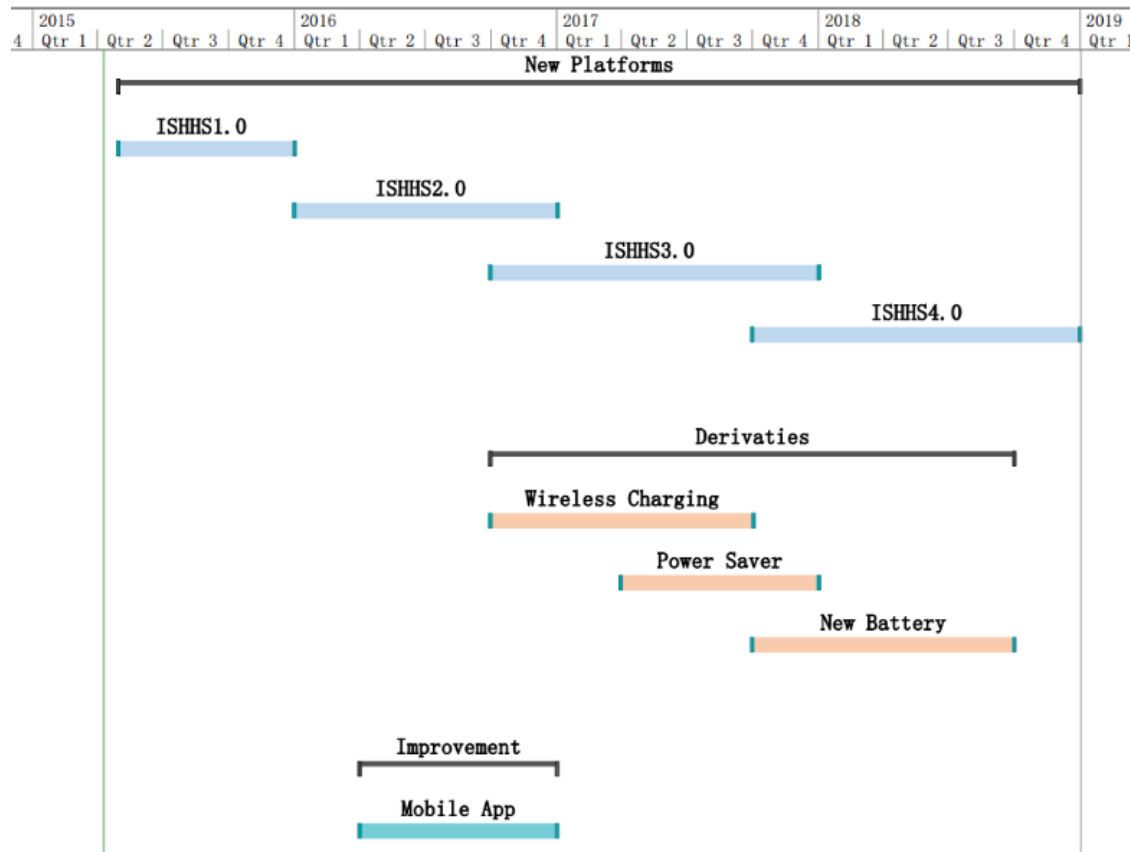 2015 2016 2017 2018 2019
4 Qtr 1 Qtr 2 Qtr 3 Qtr 4 Qtr 1 Qtr 2 Qtr 3 Qtr 4 Qtr 1 Qtr 2 Qtr 3 Qtr 4 Qtr 1 Qtr 2 Qtr 3 Qtr 4 Qtr 1
New Platforms
ISHHS1.0
ISHHS2.0
ISHHS3.0
ISHHS4.0
Derivaties
Wireless Charging
Power Saver
New Battery
Improvement
Mobile App